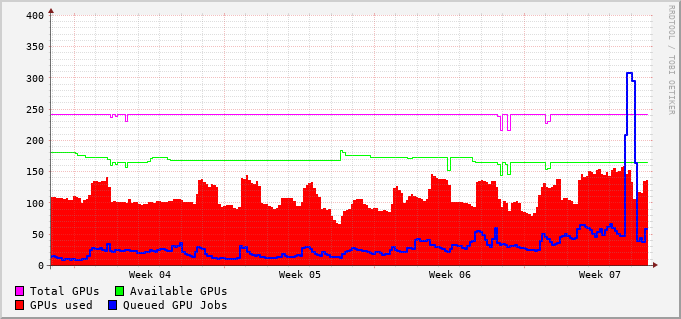 400
350
300
250
200
150
100
50
0
Week 04 Week 05 Week 06 Week 07
Total GPUs Available GPUs
GPUs used Queued GPU Jobs
RRDTOOL / TOBI OETIKER